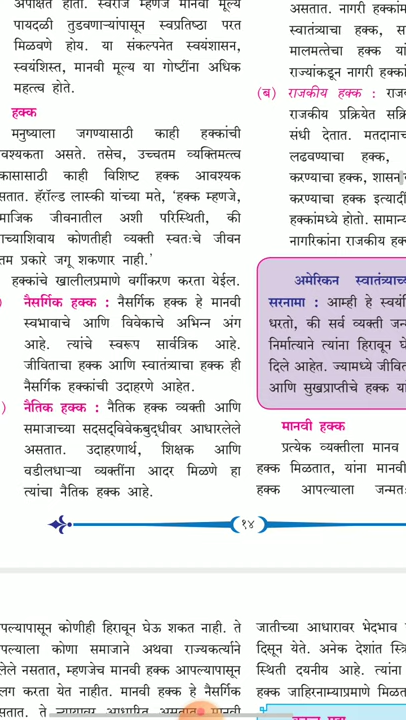 अपेक्षित होता. स्वराज म्हणजे मानवी मूल्य
पायदळी तुडवणाऱ्यांपासून स्वप्रतिष्ठा परत
मिळवणे होय. या संकल्पनेत स्वयंशासन,
स्वयंशिस्त, मानवी मूल्य या गोष्टींना अधिक
महत्त्व होते.
हक्क
मनुष्याला जगण्यासाठी काही हक्कांची
वश्यकता असते. तसेच, उच्चतम व्यक्तिमत्त्व
कासासाठी काही विशिष्ट हक्क आवश्यक
सतात. हॅरॉल्ड लास्की यांच्या मते, ‘हक्क म्हणजे,
माजिक जीवनातील अशी परिस्थिती, की
याच्याशिवाय कोणतीही व्यक्ती स्वतःचे जीवन
तम प्रकारे जगू शकणार नाही.’
हक्कांचे खालीलप्रमाणे वर्गीकरण करता येईल.
) नैसर्गिक हक्क : नैसर्गिक हक्क हे मानवी
स्वभावाचे आणि विवेकाचे अभिन्न अंग
आहे. त्यांचे स्वरूप सार्वत्रिक आहे.
जीविताचा हक्क आणि स्वातंत्र्याचा हक्क ही
नैसर्गिक हक्कांची उदाहरणे आहेत.
) नैतिक हक्क : नैतिक हक्क व्यक्ती आणि
समाजाच्या सदसद्‌विवेकबुद्धीवर आधारलेले
असतात. उदाहरणार्थ, शिक्षक आणि
वडीलधाऱ्या व्यक्तींना आदर मिळणे हा
त्यांचा नैतिक हक्क आहे.
असतात. नागरी हक्कांम
स्वातंत्र्याचा हक्क, स
मालमत्तेचा हक्क यां
राज्यांकडून नागरी हक्कां
(ब) राजकीय हक्क : राज
राजकीय प्रक्रियेत सक्रि
संधी देतात. मतदानाच
लढवण्याचा हक्क,
करण्याचा हक्क, शासन
करण्याचा हक्क इत्यादी
हक्कांमध्ये होतो. सामान्य
नागरिकांना राजकीय हक्
अमेरिकन स्वातंत्र्याच
सरनामा : आम्ही हे स्वयं
धरतो, की सर्व व्यक्ती जन्
निर्मात्याने त्यांना हिरावून घे
दिले आहेत. ज्यामध्ये जीवित
आणि सुखप्राप्तीचे हक्क या
मानवी हक्क
प्रत्येक व्यक्तीला मानव
हक्क मिळतात, यांना मानवी
हक्क आपल्याला जन्मतः
१४
पल्यापासून कोणीही हिरावून घेऊ शकत नाही. ते
पल्याला कोणा समाजाने अथवा राज्यकर्त्याने
लेले नसतात, म्हणजेच मानवी हक्क आपल्यापासून
लग करता येत नाहीत. मानवी हक्क हे नैसर्गिक
सतात. ते न्यायावर आधारित असतात. मानवी
जातीच्या आधारावर भेदभाव
दिसून येते. अनेक देशांत स्त्रि
स्थिती दयनीय आहे. त्यांना
हक्क जाहिरनाम्याप्रमाणे मिळत